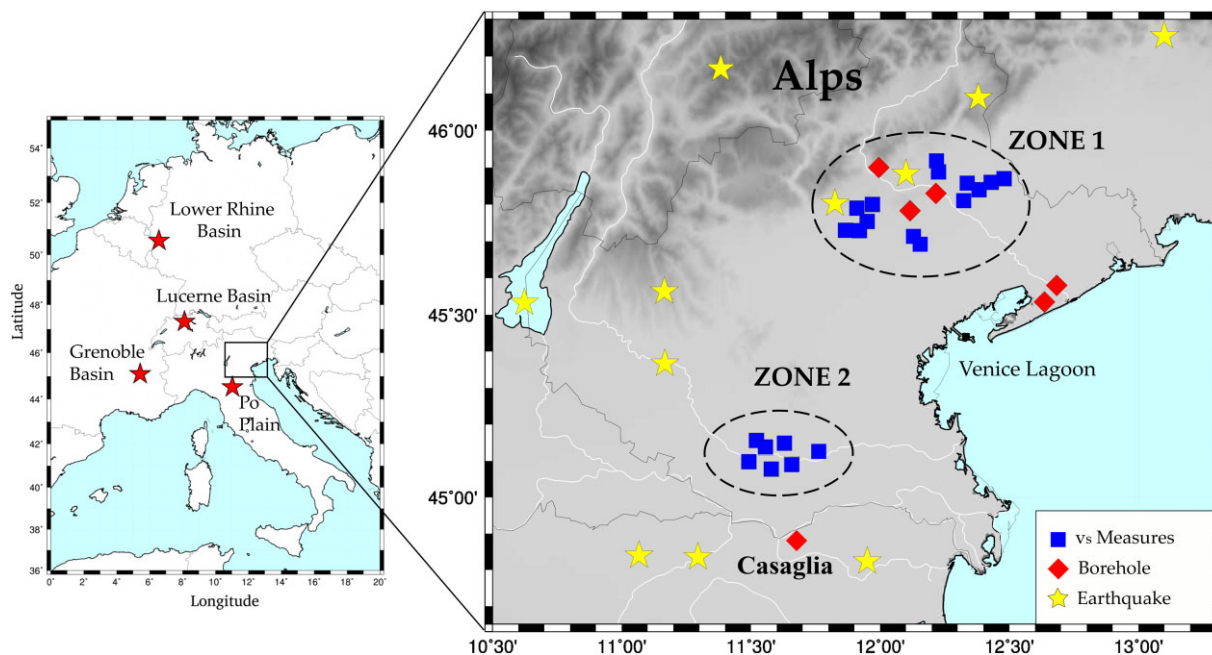 54°
52°
50°
48°
46°
44°
42°
40°
38°
36°
0°
2°
4°
6°
8°
10°
12°
14°
16°
18°
20°
Latitude
Longitude
Lower Rhine
Basin
Lucerne Basin
Grenoble
Basin
Po
Plain
Alps
ZONE 1
ZONE 2
Venice Lagoon
Casaglia
46°00'
45°30'
45°00'
10°30'
11°00'
11°30'
12°00'
12°30'
13°00'
vs Measures
Borehole
Earthquake